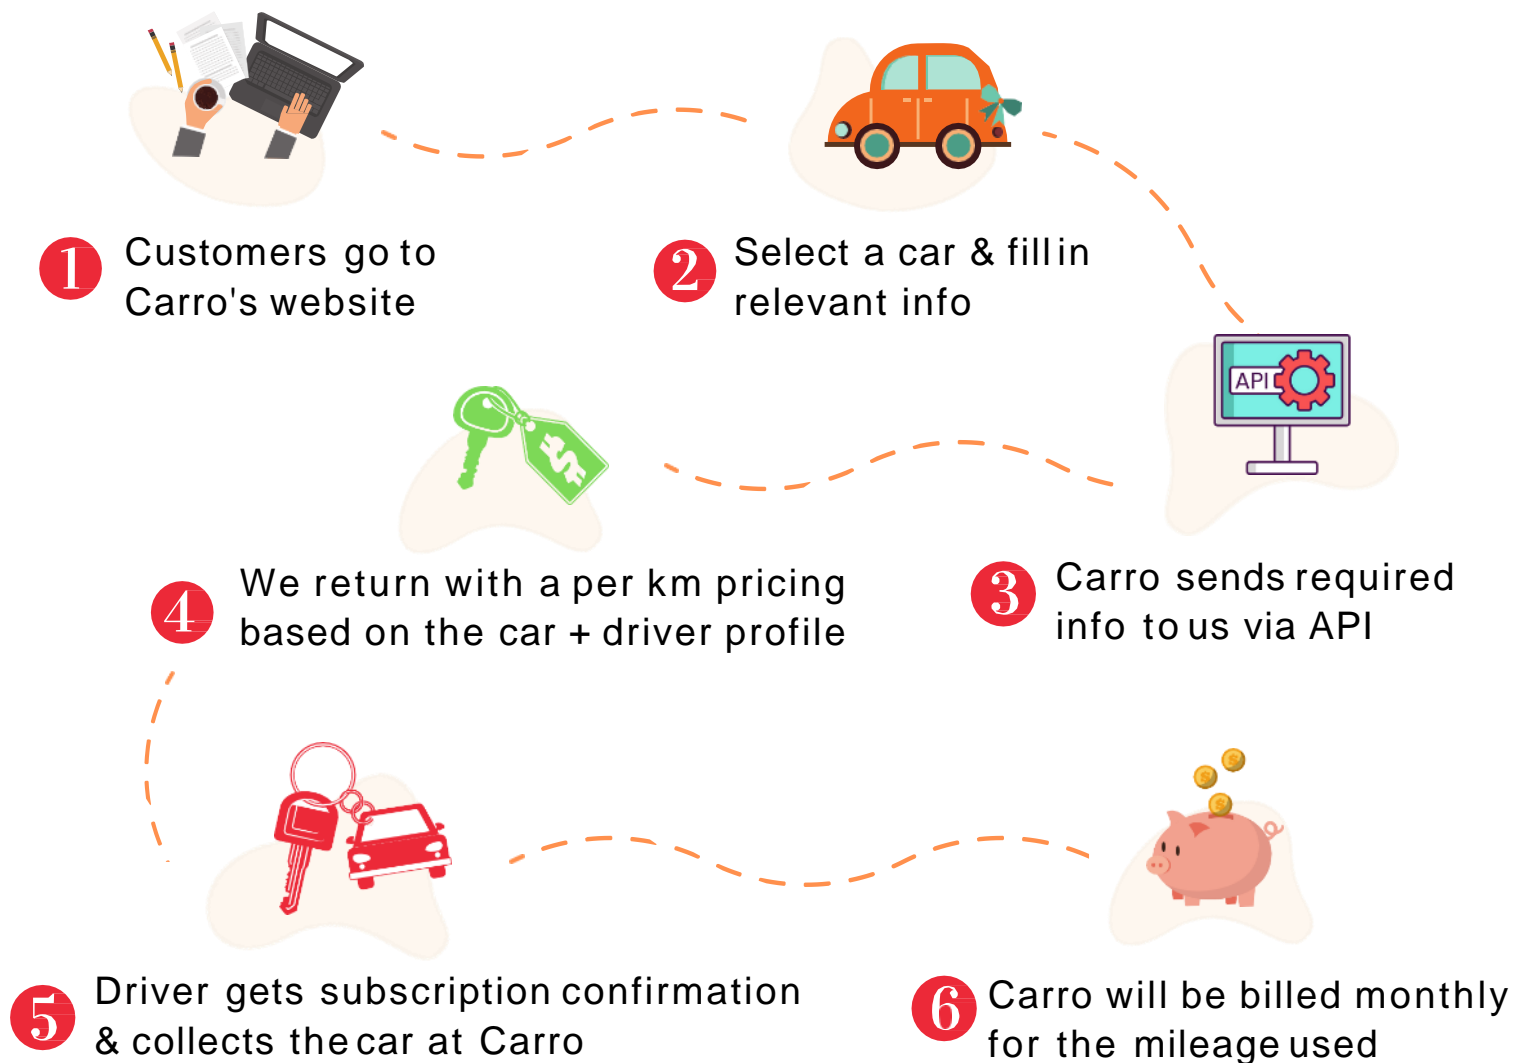 1 Customers go to
Carro's website
2 Select a car & fill in
relevant info
API
3 Carro sends required
info to us via API
$
4 We return with a per km pricing
based on the car + driver profile
5 Driver gets subscription confirmation
& collects the car at Carro
$
$
$
6 Carro will be billed monthly
for the mileage used